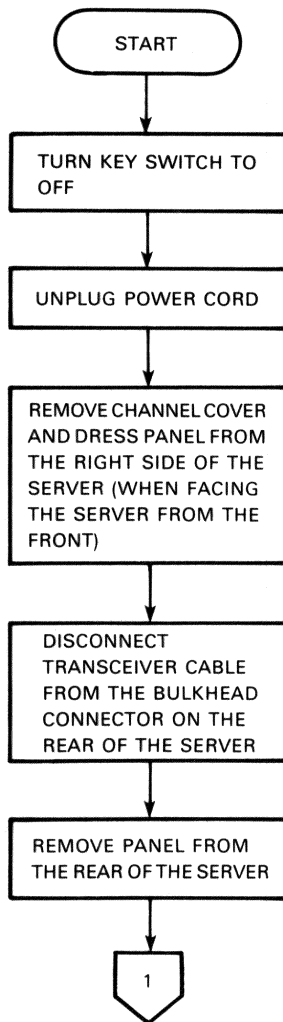 START
TURN KEY SWITCH TO
OFF
UNPLUG POWER CORD
REMOVE CHANNEL COVER
AND DRESS PANEL FROM
THE RIGHT SIDE OF THE
SERVER (WHEN FACING
THE SERVER FROM THE
FRONT)
DISCONNECT
TRANSCEIVER CABLE
FROM THE BULKHEAD
CONNECTOR ON THE
REAR OF THE SERVER
REMOVE PANEL FROM
THE REAR OF THE SERVER
1